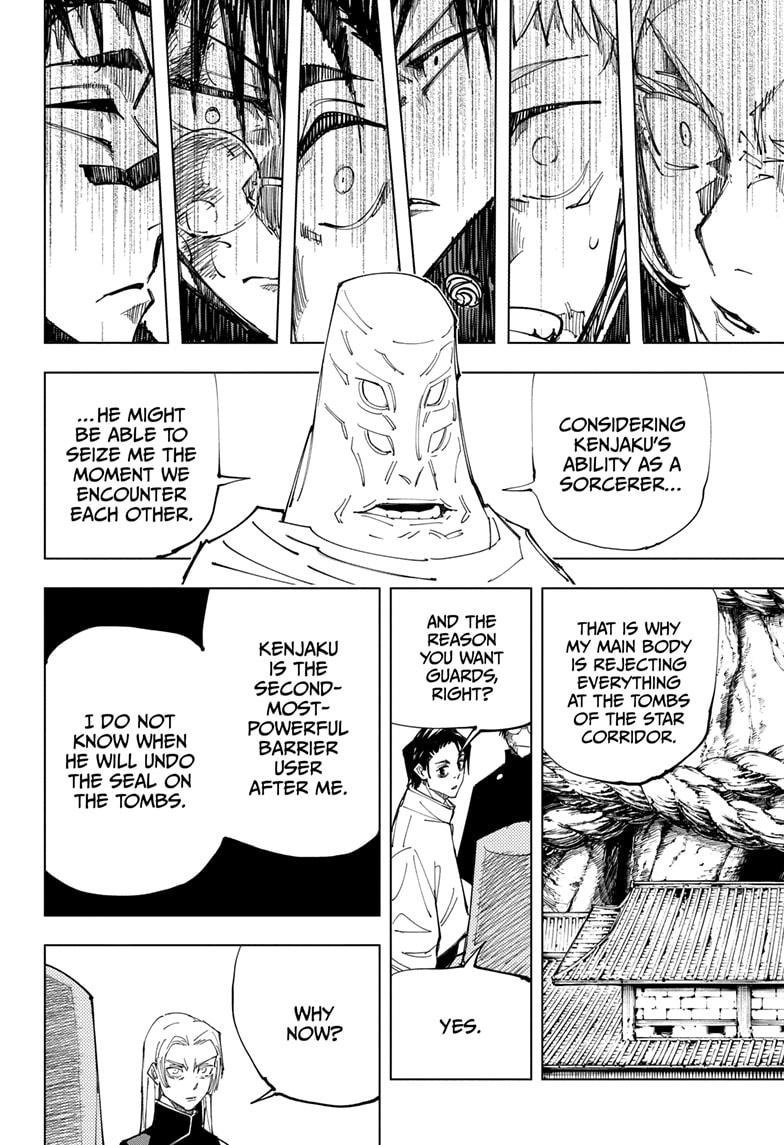 CONSIDERING
KENJAKU'S
ABILITY AS A
SORCERER...
...HE MIGHT
BE ABLE TO
SEIZE ME THE
MOMENT WE
ENCOUNTER
EACH OTHER.
THAT IS WHY
MY MAIN BODY
IS REJECTING
EVERYTHING
AT THE TOMBS
OF THE STAR
CORRIDOR.
AND THE
REASON
YOU WANT
GUARDS,
RIGHT?
YES.
KENJAKU
IS THE
SECOND-
MOST-
POWERFUL
BARRIER
USER
AFTER ME.
I DO NOT
KNOW WHEN
HE WILL UNDO
THE SEAL ON
THE TOMBS.
WHY
NOW?